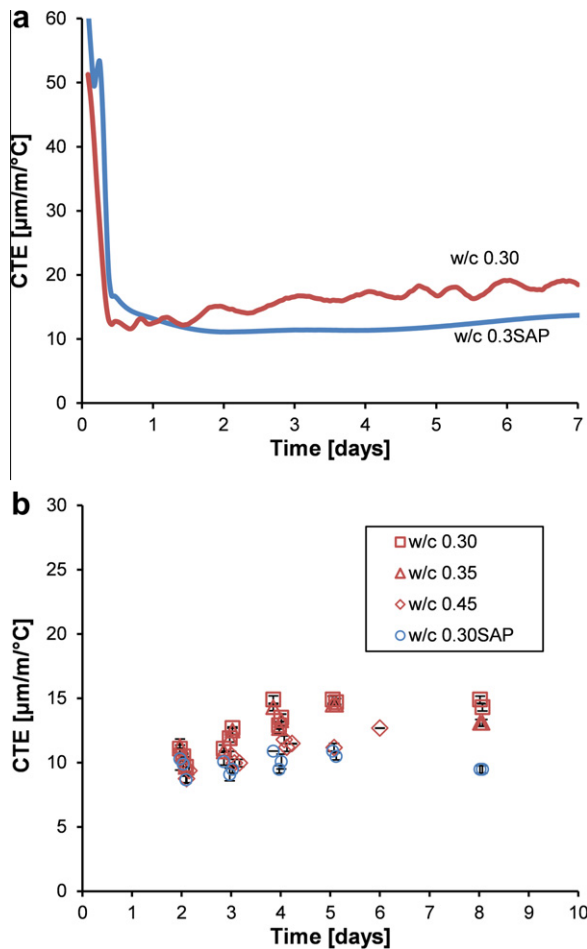 a
60
50
40
30
20
10
0
CTE [µm/m/°C]
w/c 0.30
w/c 0.3SAP
0 1 2 3 4 5 6 7
Time [days]
b
30
25
20
15
10
5
0
CTE [µm/m/°C]
w/c 0.30
w/c 0.35
w/c 0.45
w/c 0.30SAP
0 1 2 3 4 5 6 7 8 9 10
Time [days]